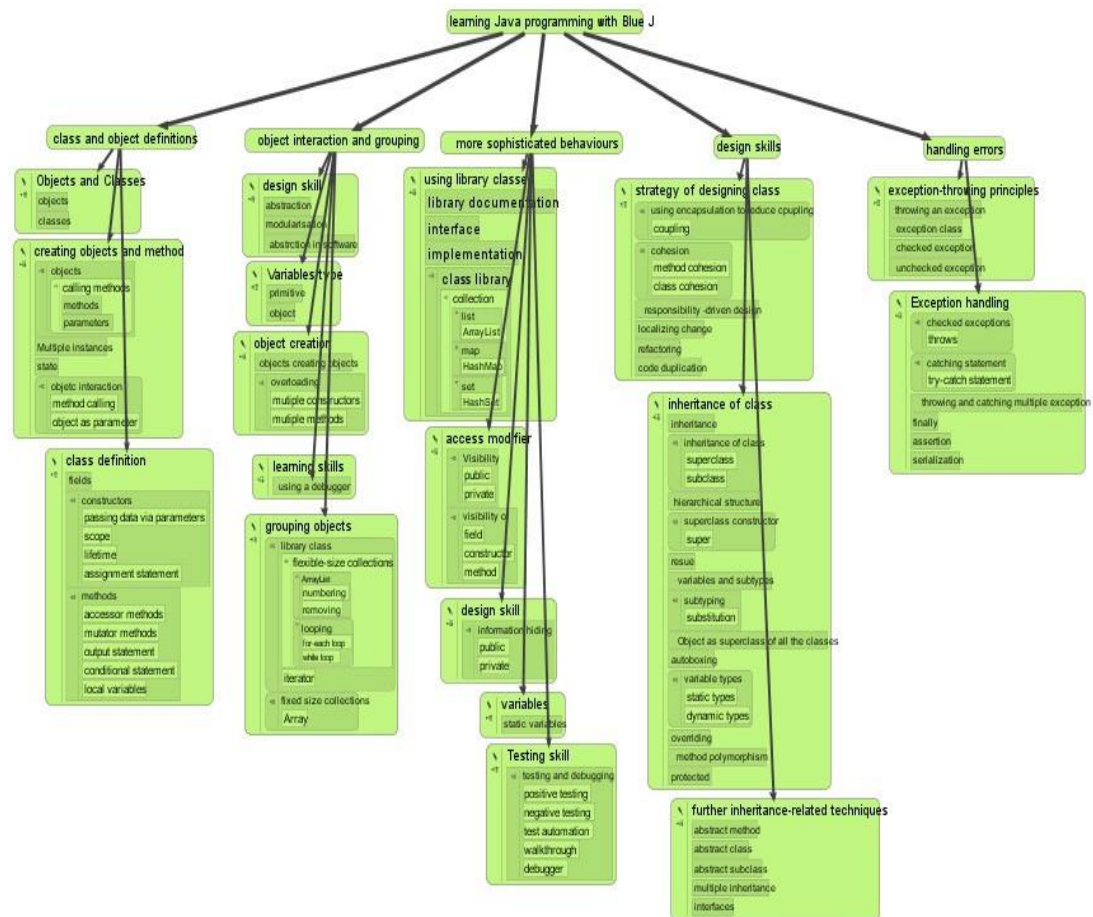 learning Java programming with Blue J
class and object definitions
Objects and Classes
objects
classes
creating objects and method
objects
calling methods
methods
parameters
Multiple instances
state
objetc interaction
method calling
object as parameter
class definition
fields
constructors
passing data via parameters
scope
lifetime
assignment statement
methods
accessor methods
mutator methods
output statement
conditional statement
local variables
object interaction and grouping
design skill
abstraction
modularisation
abstrction in software
Variables type
primitive
object
object creation
objects creating objects
overloading
mutiple constructors
mutiple methods
learning skills
using a debugger
grouping objects
library class
flexible-size collections
ArrayList
numbering
removing
looping
for-each loop
while loop
iterator
fixed size collections
Array
more sophisticated behaviours
using library classes
library documentation
interface
implementation
class library
collection
list
ArrayList
map
HashMap
set
HashSet
access modifier
Visibility
public
private
visibility of
field
constructor
method
design skill
information hiding
public
private
variables
static variables
Testing skill
testing and debugging
positive testing
negative testing
test automation
walkthrough
debugger
design skills
strategy of designing class
using encapsulation to reduce cpupling
coupling
cohesion
method cohesion
class cohesion
responsibility -driven design
localizing change
refactoring
code duplication
inheritance of class
inheritance
inheritance of class
superclass
subclass
hierarchical structure
superclass constructor
super
resue
variables and subtypes
subtyping
substitution
Object as superclass of all the classes
autoboxing
variable types
static types
dynamic types
overriding
method polymorphism
protected
further inheritance-related techniques
abstract method
abstract class
abstract subclass
multiple inheritance
interfaces
handling errors
exception-throwing principles
throwing an exception
exception class
checked exception
unchecked exception
Exception handling
checked exceptions
throws
catching statement
try-catch statement
throwing and catching multiple exception
finally
assertion
serialization